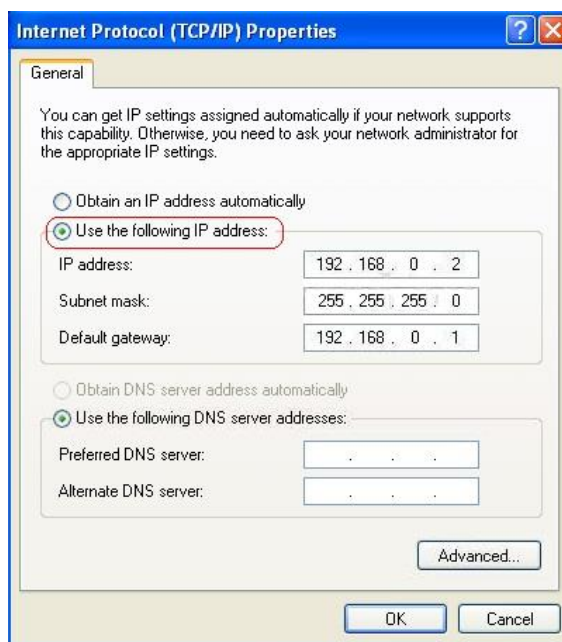 Internet Protocol (TCP/IP) Properties
General
You can get IP settings assigned automatically if your network supports
this capability. Otherwise, you need to ask your network administrator for
the appropriate IP settings.
Obtain an IP address automatically
Use the following IP address:
IP address: 192 . 168 . 0 . 2
Subnet mask: 255 . 255 . 255 . 0
Default gateway: 192 . 168 . 0 . 1
Obtain DNS server address automatically
Use the following DNS server addresses:
Preferred DNS server: . . .
Alternate DNS server: . . .
Advanced...
OK Cancel